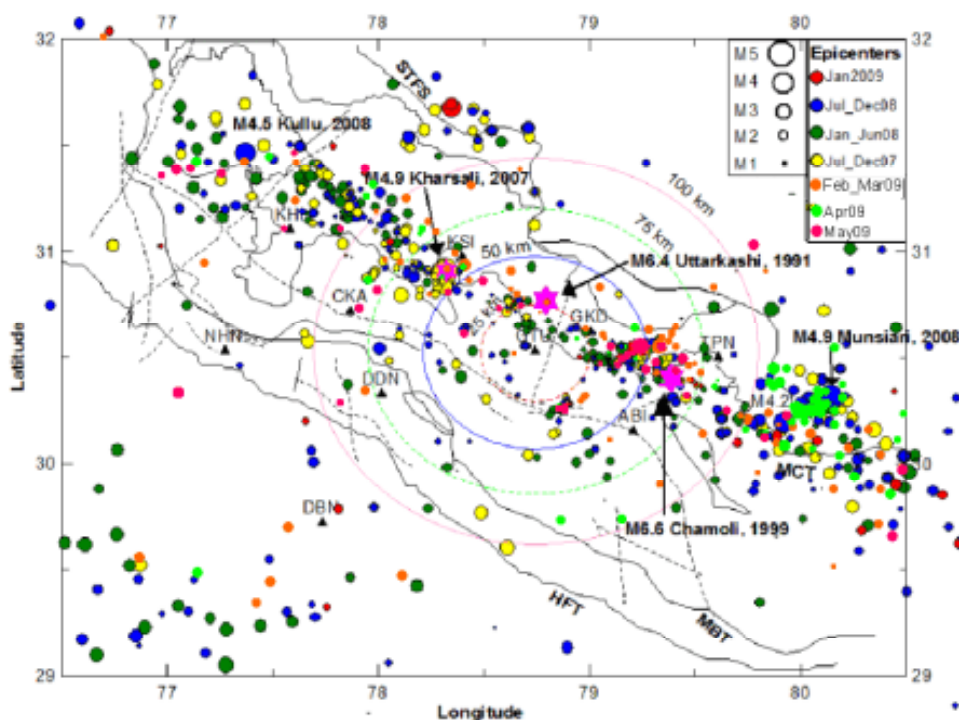 77 78 79 80
32 32
M5
M4
M3
M2
M1
Epicenters
Jan2009
Jul_Dec08
Jan_Jun08
Jul_Dec07
Feb_Mar09
Apr09
May09
STFS
M4.5 Kullu, 2008
M4.9 Kharsali, 2007
100 km
75 km
50 km
KSI
31 31
M6.4 Uttarkashi, 1991
CKA
GKD
NHN
TPN
M4.9 Munsian, 2008
DDN
M4.2
ABI
30 30
MCT
DBN
M6.6 Chamoli, 1999
HFT
MBT
29 29
77 78 79 80
Latitude
Longitude